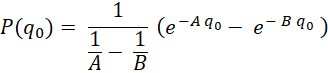 P(q₀) = 1 / (1/A − 1/B) (e^(−A q₀) − e^(− B q₀))